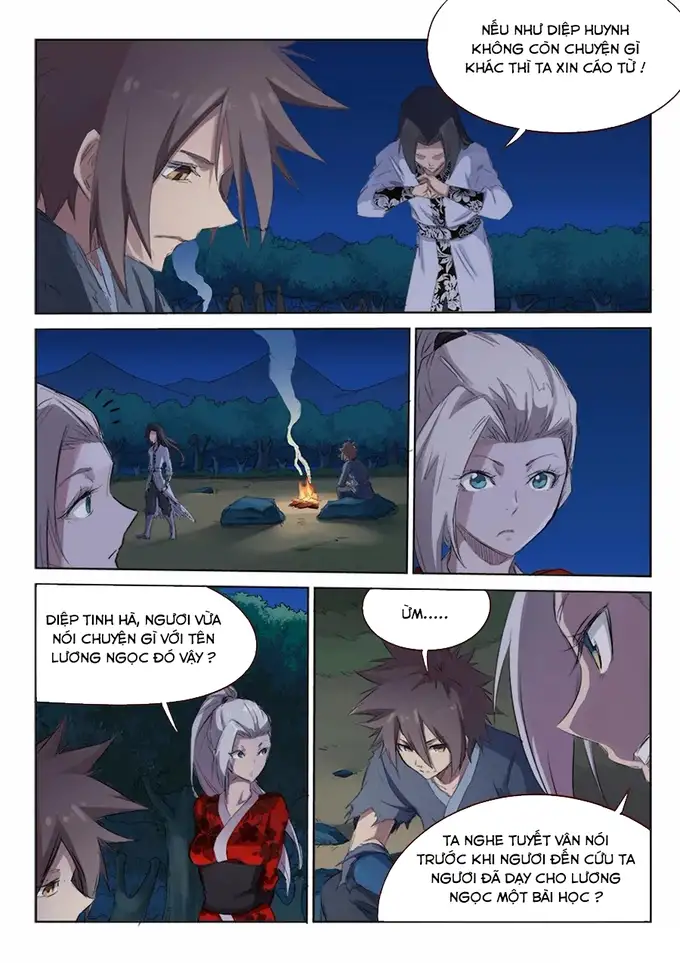 NẾU NHƯ DIỆP HUYNH
KHÔNG CÒN CHUYỆN GÌ
KHÁC THÌ TA XIN CÁO TỪ !
DIỆP TINH HÀ, NGƯƠI VỪA
NÓI CHUYỆN GÌ VỚI TÊN
LƯƠNG NGỌC ĐÓ VẬY ?
ỪM.....
TA NGHE TUYẾT VÂN NÓI
TRƯỚC KHI NGƯƠI ĐẾN CỨU TA
NGƯƠI ĐÃ DẠY CHO LƯƠNG
NGỌC MỘT BÀI HỌC ?